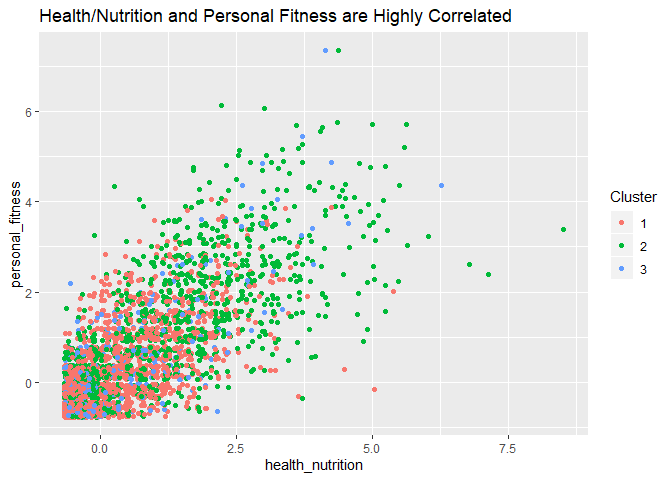 Health/Nutrition and Personal Fitness are Highly Correlated
personal_fitness
6
4
2
0
0.0
2.5
5.0
7.5
health_nutrition
Cluster
1
2
3